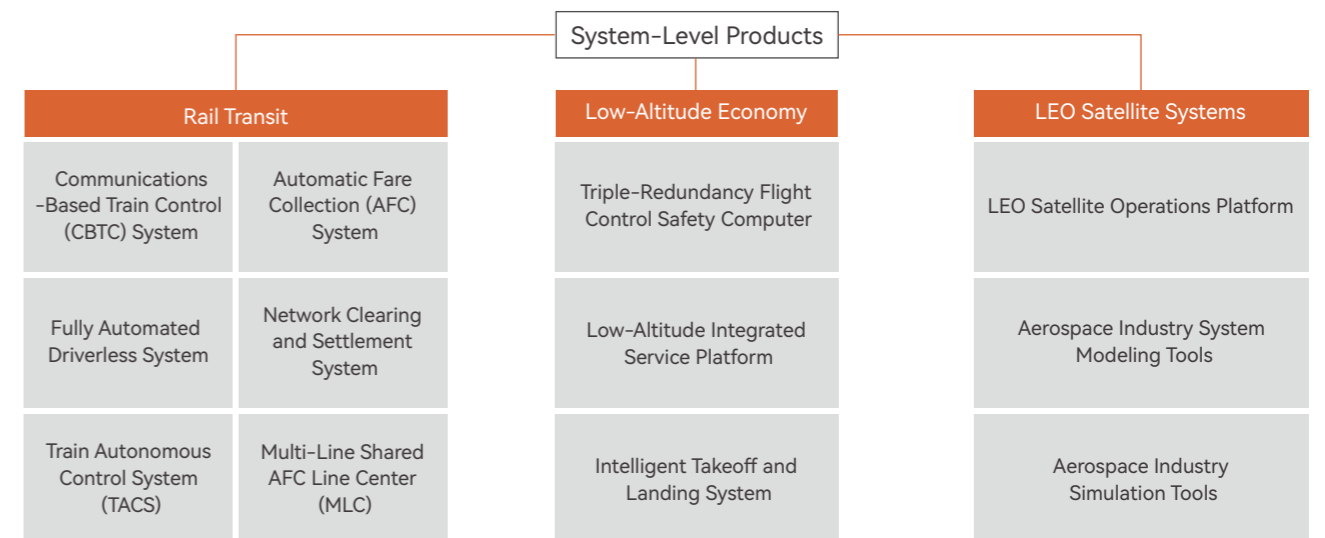 System-Level Products
Rail Transit
Communications
-Based Train Control
(CBTC) System
Automatic Fare
Collection (AFC)
System
Fully Automated
Driverless System
Network Clearing
and Settlement
System
Train Autonomous
Control System
(TACS)
Multi-Line Shared
AFC Line Center
(MLC)
Low-Altitude Economy
Triple-Redundancy Flight
Control Safety Computer
Low-Altitude Integrated
Service Platform
Intelligent Takeoff and
Landing System
LEO Satellite Systems
LEO Satellite Operations Platform
Aerospace Industry System
Modeling Tools
Aerospace Industry
Simulation Tools